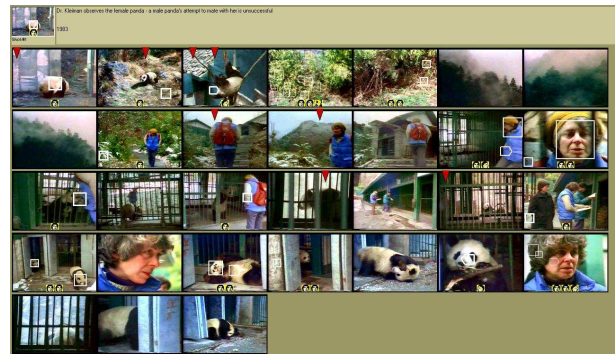 Dr. Kleiman observes the female panda : a male panda's attempt to mate with her is unsuccessful
1983